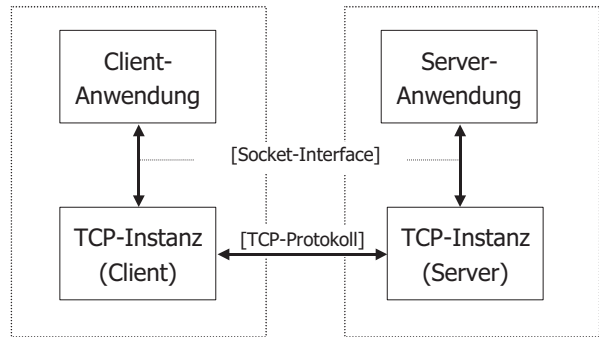 Client-
Anwendung
Server-
Anwendung
[Socket-Interface]
TCP-Instanz
(Client)
[TCP-Protokoll]
TCP-Instanz
(Server)